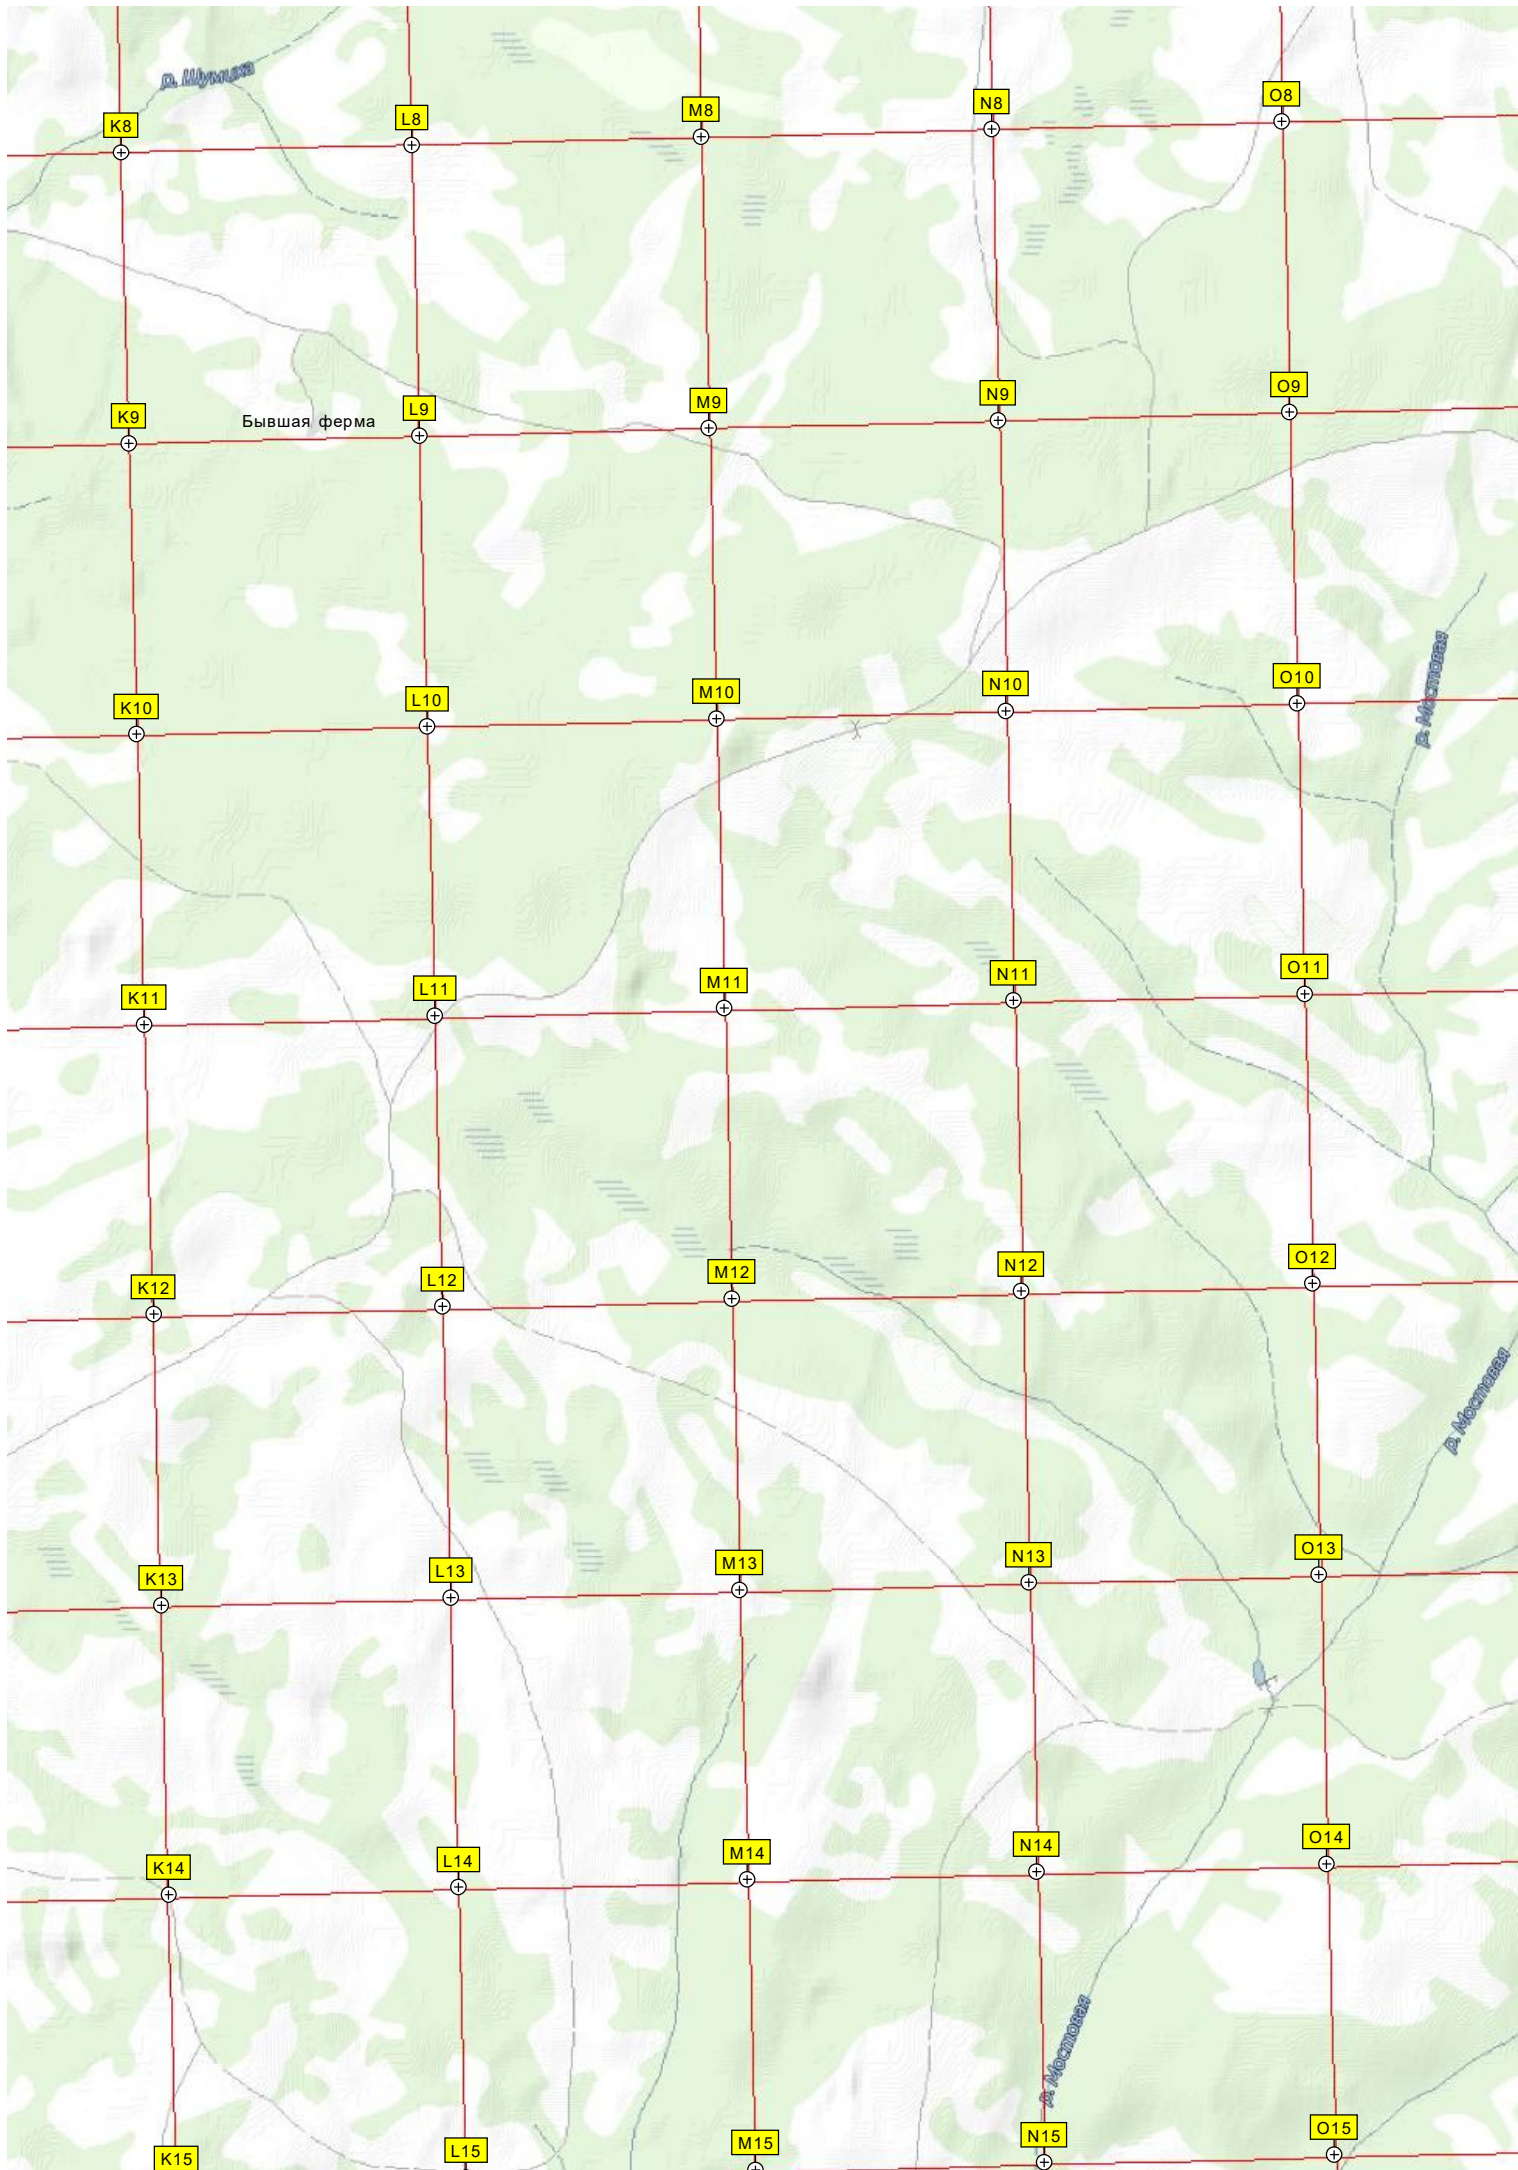 р. Шумиха
K8
L8
M8
N8
O8
K9
Бывшая ферма
L9
M9
N9
O9
K10
L10
M10
N10
O10
р. Мостовая
K11
L11
M11
N11
O11
K12
L12
M12
N12
O12
р. Мостовая
K13
L13
M13
N13
O13
K14
L14
M14
N14
O14
р. Мостовая
K15
L15
M15
N15
O15